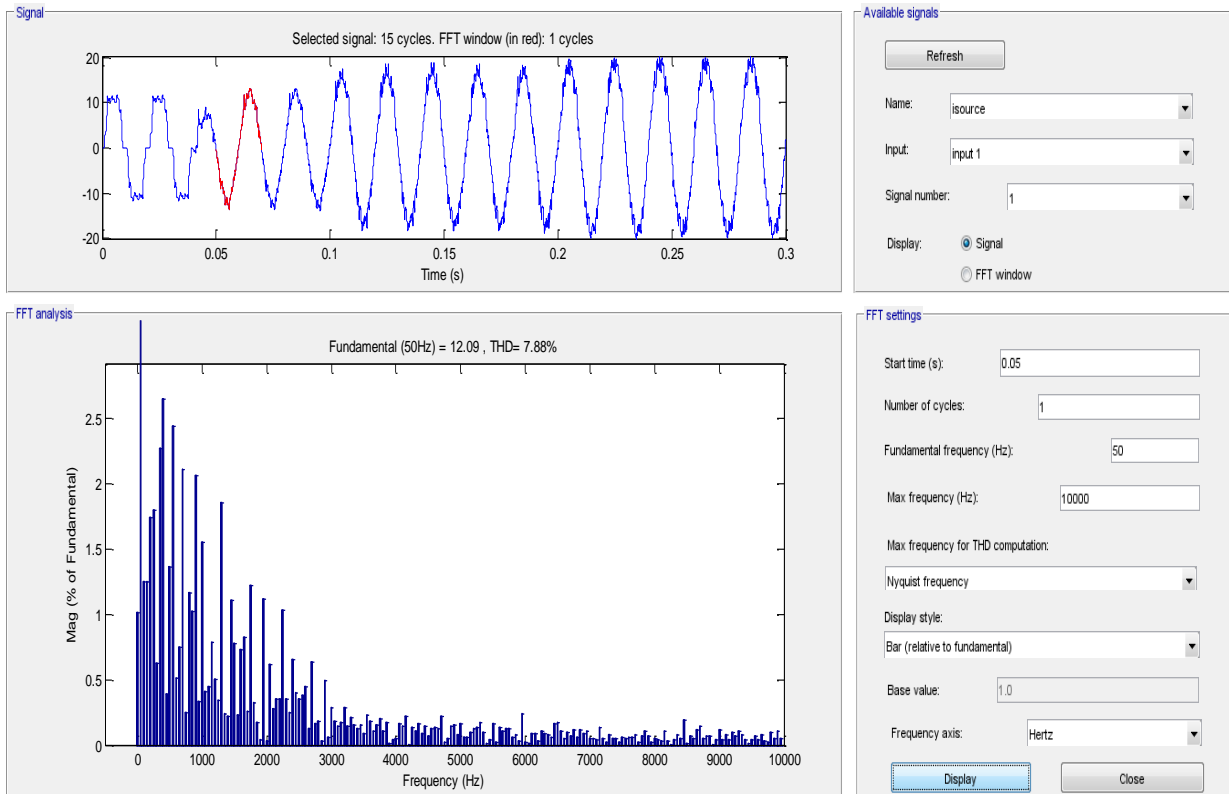 Signal
Selected signal: 15 cycles. FFT window (in red): 1 cycles
20
10
0
-10
-20
0
0.05
0.1
0.15
0.2
0.25
0.3
Time (s)
Available signals
Refresh
Name:
isource
Input:
input 1
Signal number:
1
Display:
Signal
FFT window
FFT analysis
Fundamental (50Hz) = 12.09 , THD= 7.88%
2.5
2
1.5
1
0.5
0
Mag (% of Fundamental)
0
1000
2000
3000
4000
5000
6000
7000
8000
9000
10000
Frequency (Hz)
FFT settings
Start time (s):
0.05
Number of cycles:
1
Fundamental frequency (Hz):
50
Max frequency (Hz):
10000
Max frequency for THD computation:
Nyquist frequency
Display style:
Bar (relative to fundamental)
Base value:
1.0
Frequency axis:
Hertz
Display
Close